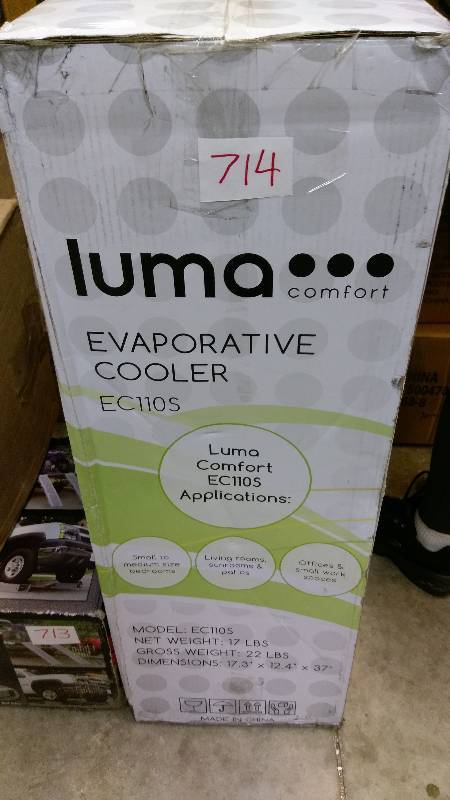 714
luma
comfort
EVAPORATIVE
COOLER
EC110S
Luma
Comfort
EC110S
Applications:
Small to
medium size
bedrooms
Living rooms,
sunrooms &
patios
Offices &
small work
spaces
MODEL: EC110S
NET WEIGHT: 17 LBS
GROSS WEIGHT: 22 LBS
DIMENSIONS: 17.3" x 12.4" x 37"
MADE IN CHINA
713